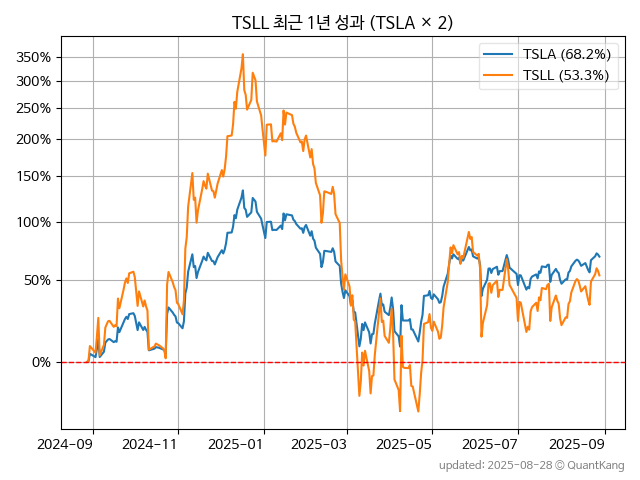 TSLL 최근 1년 성과 (TSLA × 2)
TSLA (68.2%)
TSLL (53.3%)
350%
300%
250%
200%
150%
100%
50%
0%
2024-09 2024-11 2025-01 2025-03 2025-05 2025-07 2025-09
updated: 2025-08-28 © QuantKang